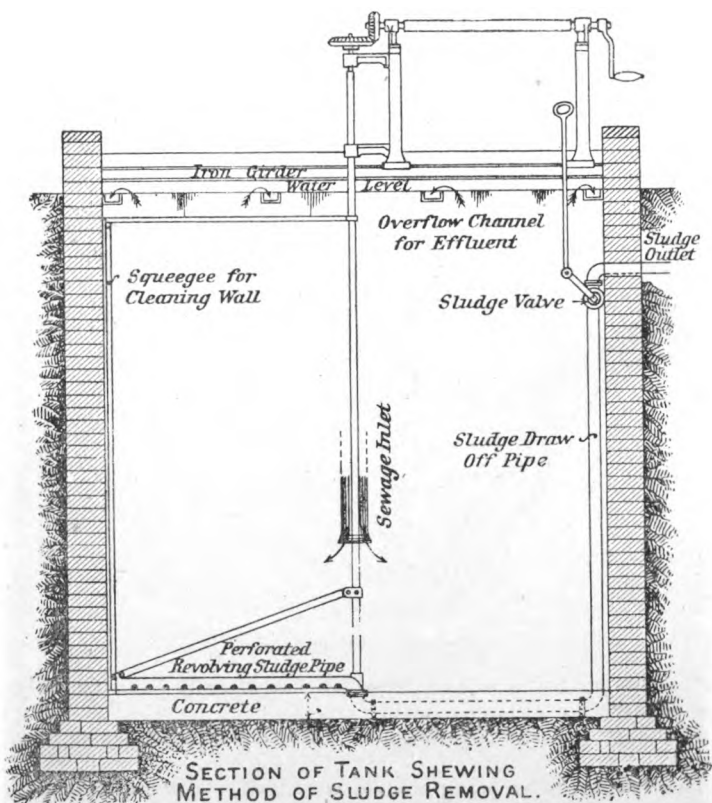 Iron Girder
Water Level
Overflow Channel
for Effluent
Sludge
Outlet
Squeegee for
Cleaning Wall
Sludge Valve
Sewage Inlet
Sludge Draw
Off Pipe
Perforated
Revolving Sludge Pipe
Concrete
SECTION OF TANK SHEWING
METHOD OF SLUDGE REMOVAL.